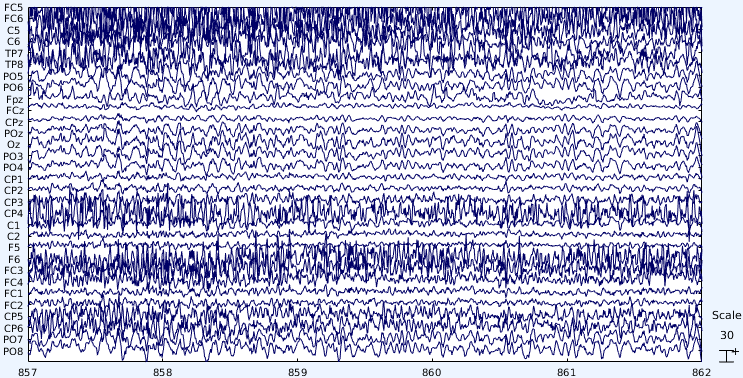 FC5
FC6
C5
C6
TP7
TP8
PO5
PO6
Fpz
FCz
CPz
POz
Oz
PO3
PO4
CP1
CP2
CP3
CP4
C1
C2
F5
F6
FC3
FC4
FC1
FC2
CP5
CP6
PO7
PO8
Scale
30
+
857 858 859 860 861 862